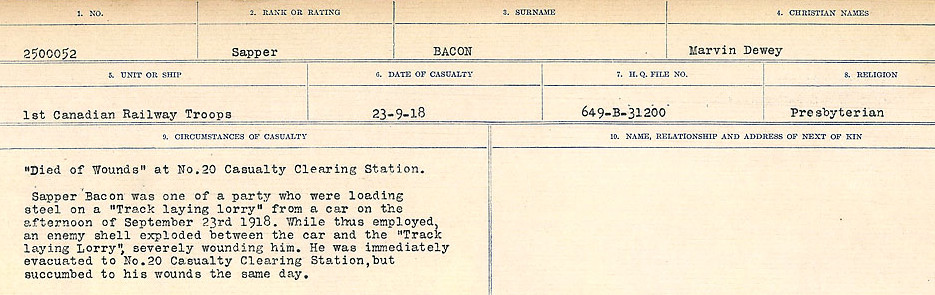 1. NO. 2. RANK OR RATING 3. SURNAME 4. CHRISTIAN NAMES
2500052 Sapper BACON Marvin Dewey
5. UNIT OR SHIP 6. DATE OF CASUALTY 7. H. Q. FILE NO. 8. RELIGION
1st Canadian Railway Troops 23-9-18 649-B-31200 Presbyterian
9. CIRCUMSTANCES OF CASUALTY 10. NAME, RELATIONSHIP AND ADDRESS OF NEXT OF KIN
"Died of Wounds" at No.20 Casualty Clearing Station.
Sapper Bacon was one of a party who were loading
steel on a "Track laying lorry" from a car on the
afternoon of September 23rd 1918. While thus employed,
an enemy shell exploded between the car and the "Track
laying Lorry", severely wounding him. He was immediately
evacuated to No.20 Casualty Clearing Station,but
succumbed to his wounds the same day.